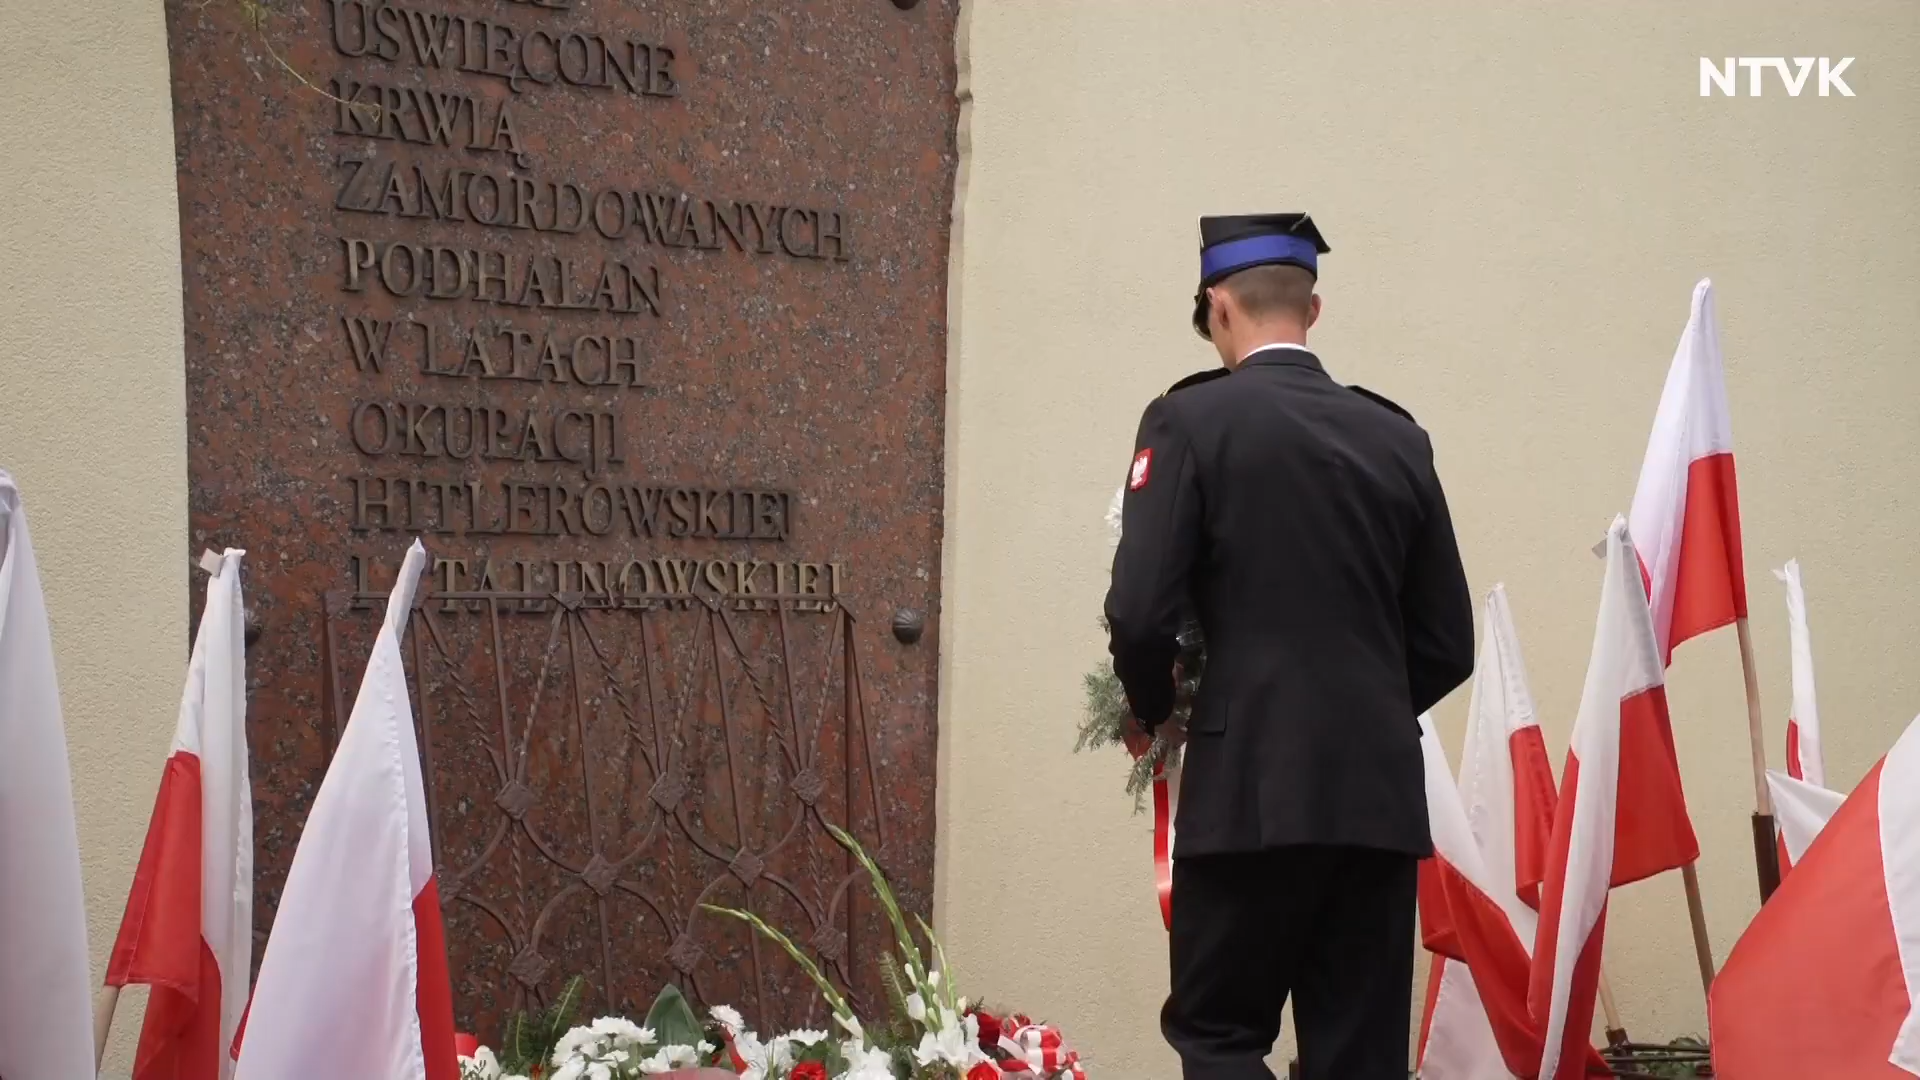 UŚWIĘCONE
KRWIĄ
ZAMORDOWANYCH
PODHALAN
W LATACH
OKUPACJI
HITLEROWSKIEJ
I STALINOWSKIEJ
NTVK